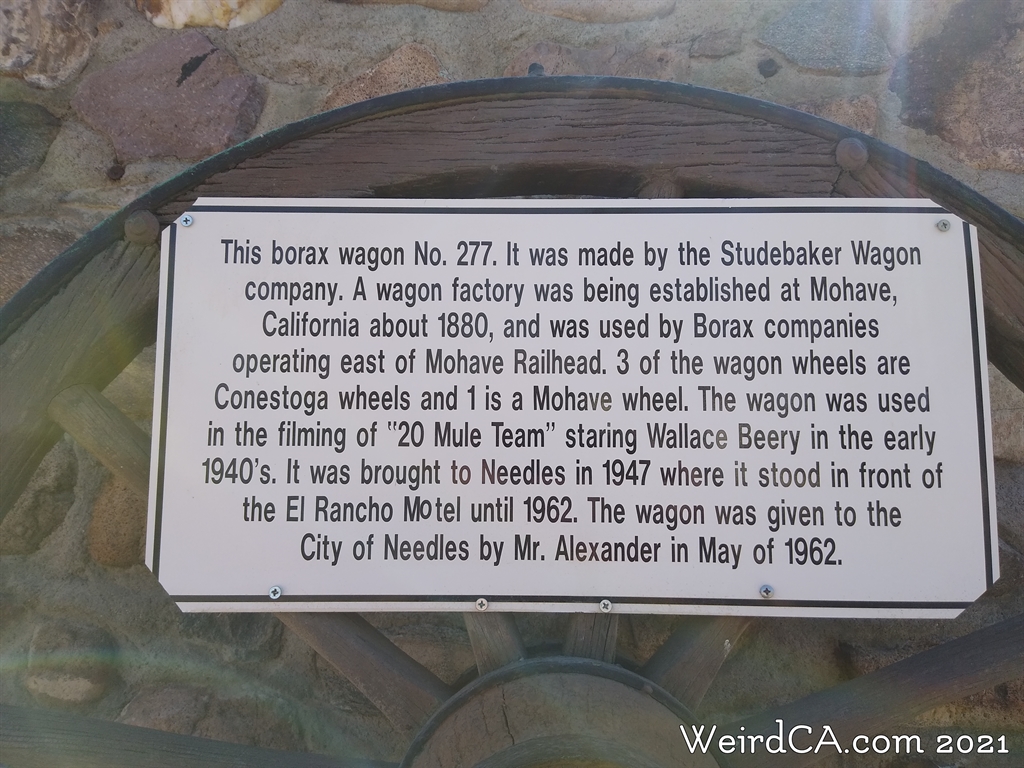 This borax wagon No. 277. It was made by the Studebaker Wagon
company. A wagon factory was being established at Mohave,
California about 1880, and was used by Borax companies
operating east of Mohave Railhead. 3 of the wagon wheels are
Conestoga wheels and 1 is a Mohave wheel. The wagon was used
in the filming of "20 Mule Team" staring Wallace Beery in the early
1940's. It was brought to Needles in 1947 where it stood in front of
the El Rancho Motel until 1962. The wagon was given to the
City of Needles by Mr. Alexander in May of 1962.
WeirdCA.com 2021